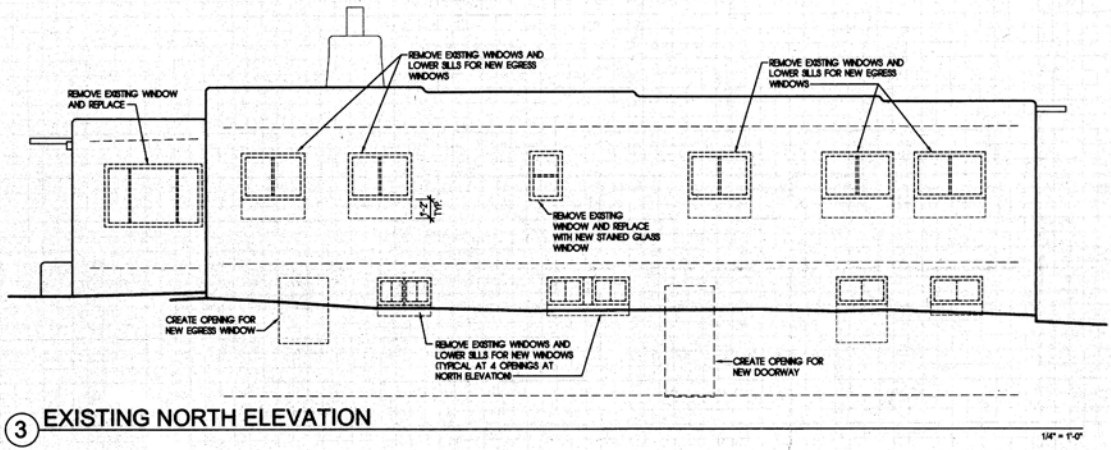 REMOVE EXISTING WINDOWS AND
LOWER SILLS FOR NEW EGRESS
WINDOWS
REMOVE EXISTING WINDOWS AND
LOWER SILLS FOR NEW EGRESS
WINDOWS
REMOVE EXISTING WINDOW
AND REPLACE
1'-2"
TYP.
REMOVE EXISTING
WINDOW AND REPLACE
WITH NEW STAINED GLASS
WINDOW
CREATE OPENING FOR
NEW EGRESS WINDOW
REMOVE EXISTING WINDOWS AND
LOWER SILLS FOR NEW WINDOWS
(TYPICAL AT 4 OPENINGS AT
NORTH ELEVATION)
CREATE OPENING FOR
NEW DOORWAY
3 EXISTING NORTH ELEVATION
1/4" = 1'-0"